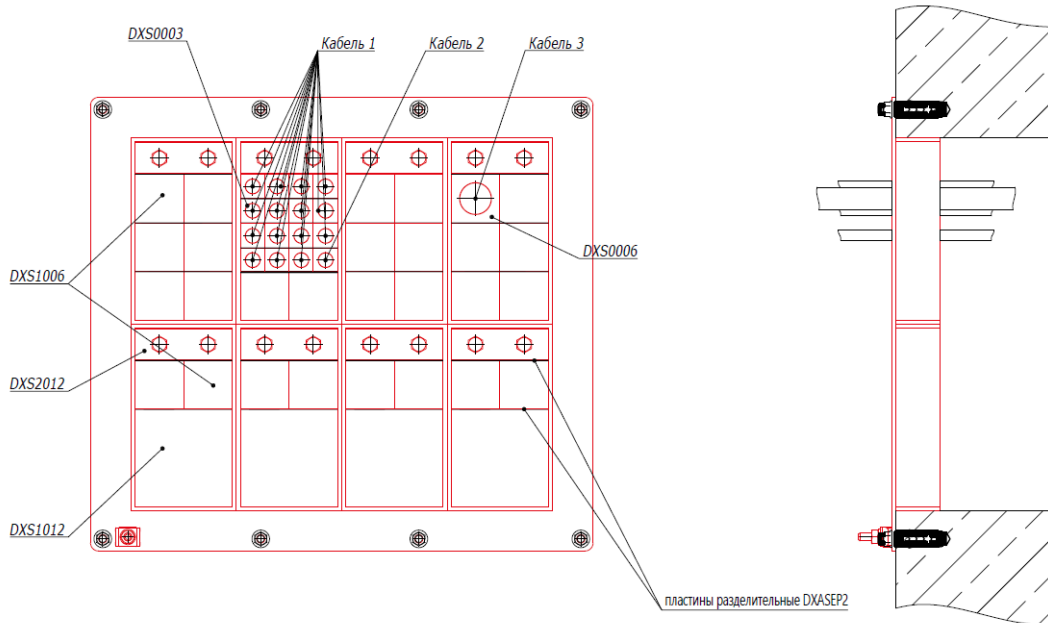 DXS0003
Кабель 1
Кабель 2
Кабель 3
DXS0006
DXS1006
DXS2012
DXS1012
пластины разделительные DXASEP2